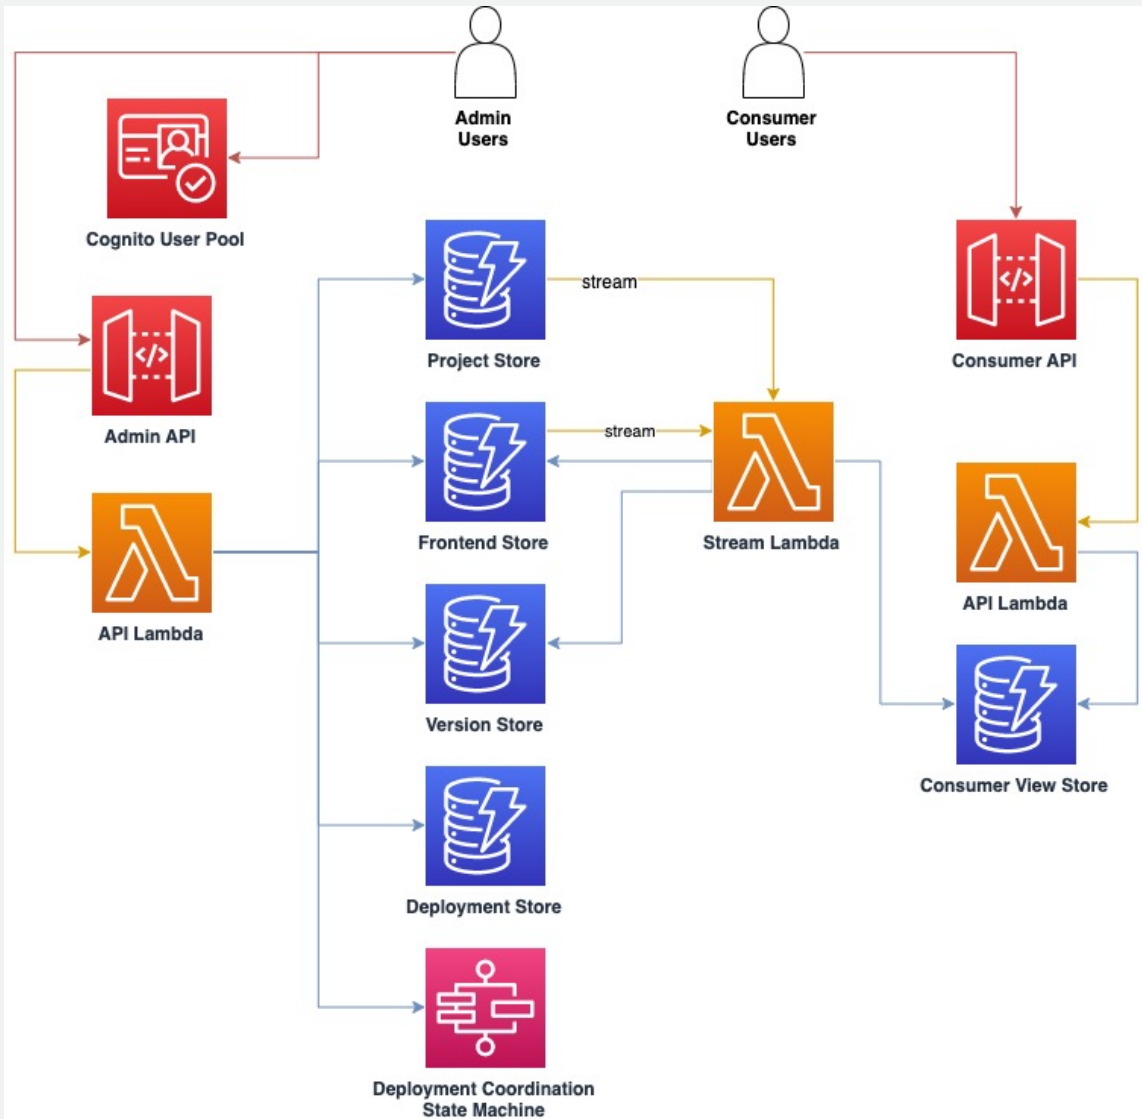 Admin
Users
Consumer
Users
Cognito User Pool
</>
Admin API
API Lambda
Project Store
stream
Frontend Store
stream
Version Store
Deployment Store
Deployment Coordination
State Machine
Stream Lambda
</>
Consumer API
API Lambda
Consumer View Store